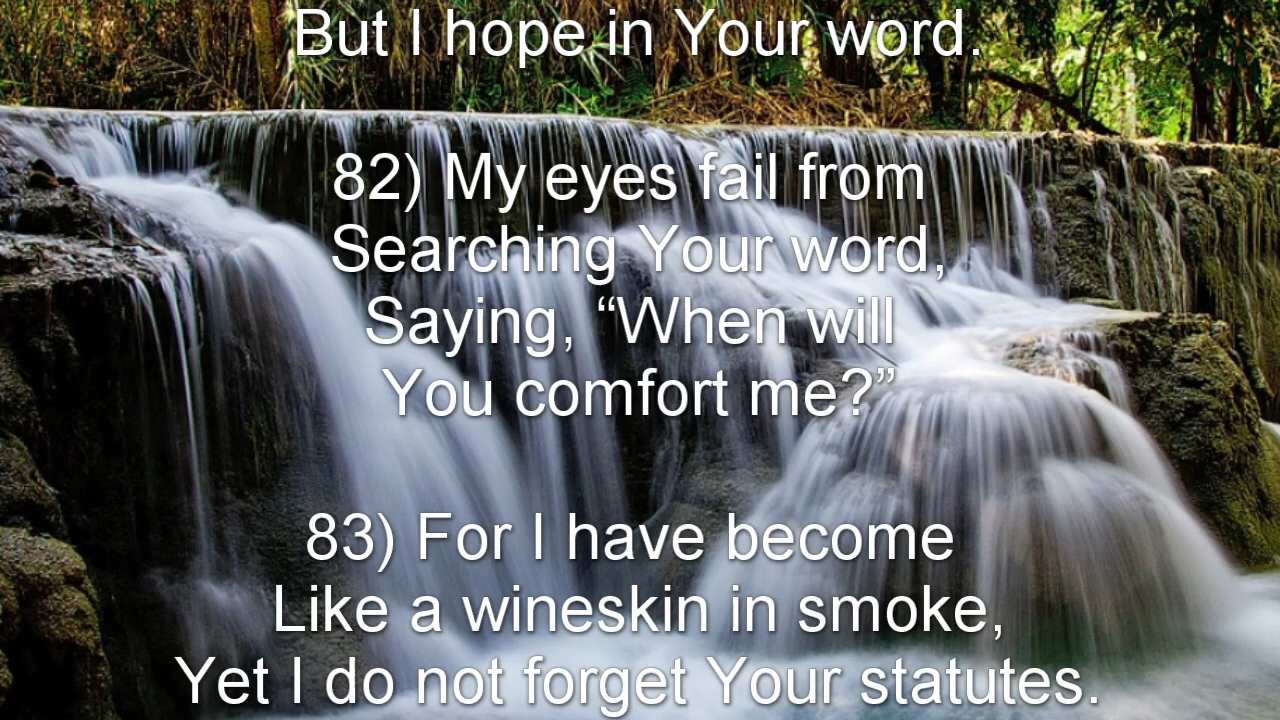 But I hope in Your word.
82) My eyes fail from
Searching Your word,
Saying, “When will
You comfort me?”
83) For I have become
Like a wineskin in smoke,
Yet I do not forget Your statutes.